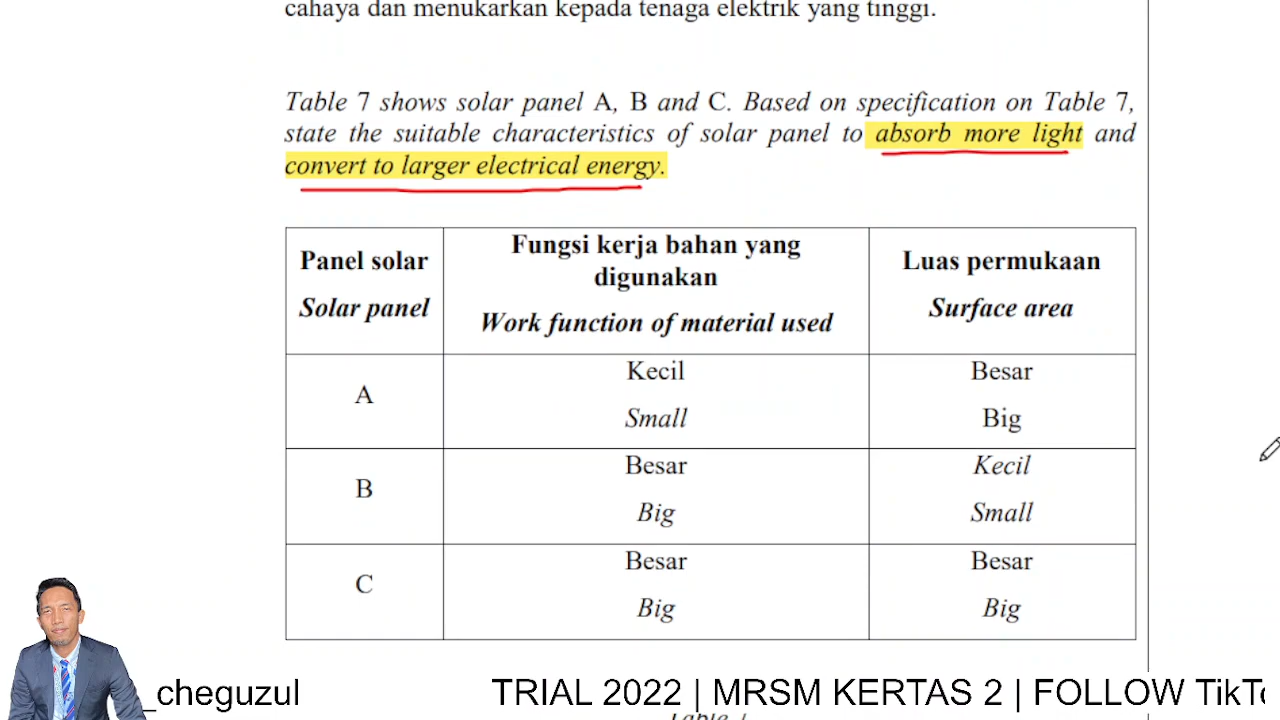 cahaya dan menukarkan kepada tenaga elektrik yang tinggi.
Table 7 shows solar panel A, B and C. Based on specification on Table 7,
state the suitable characteristics of solar panel to absorb more light and
convert to larger electrical energy.
Panel solar
Solar panel
Fungsi kerja bahan yang
digunakan
Work function of material used
Luas permukaan
Surface area
A
Kecil
Small
Besar
Big
B
Besar
Big
Kecil
Small
C
Besar
Big
Besar
Big
_cheguzul
TRIAL 2022 | MRSM KERTAS 2 | FOLLOW